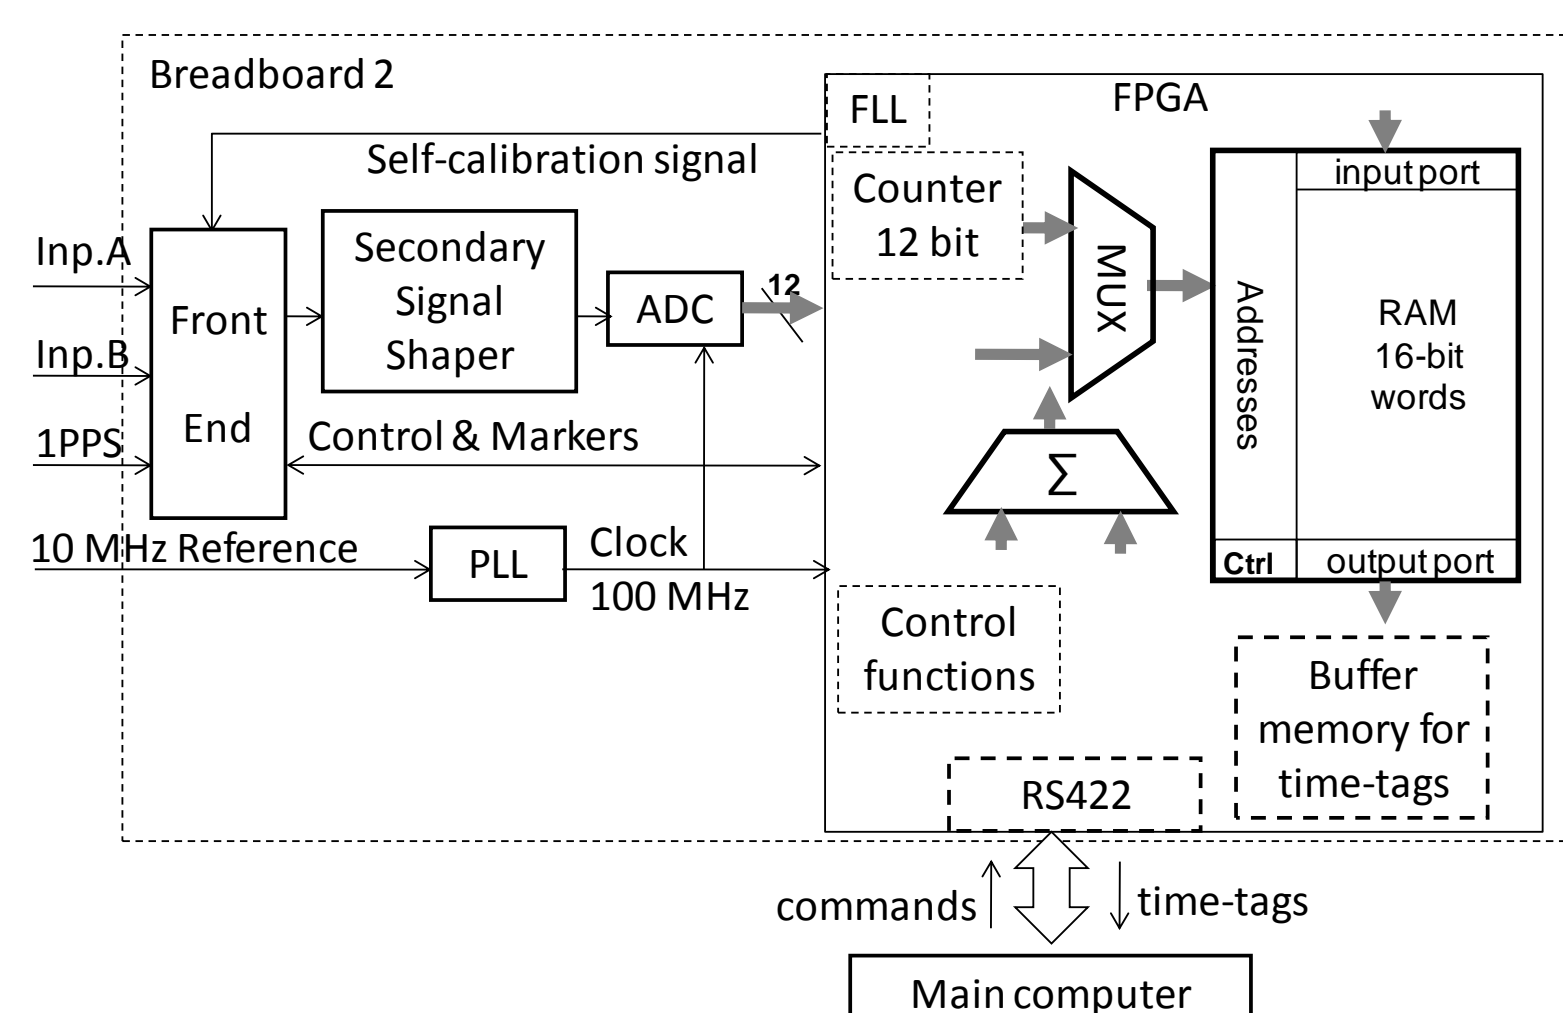 Breadboard 2
FLL
FPGA
Self-calibration signal
input port
Counter
12 bit
Secondary
Signal
Shaper
Inp.A
Front
End
ADC
12
MUX
Addresses
RAM
16-bit
words
Inp.B
1PPS
Control & Markers
Σ
10 MHz Reference
PLL
Clock
100 MHz
Ctrl
output port
Control
functions
Buffer
memory for
time-tags
RS422
commands
time-tags
Main computer